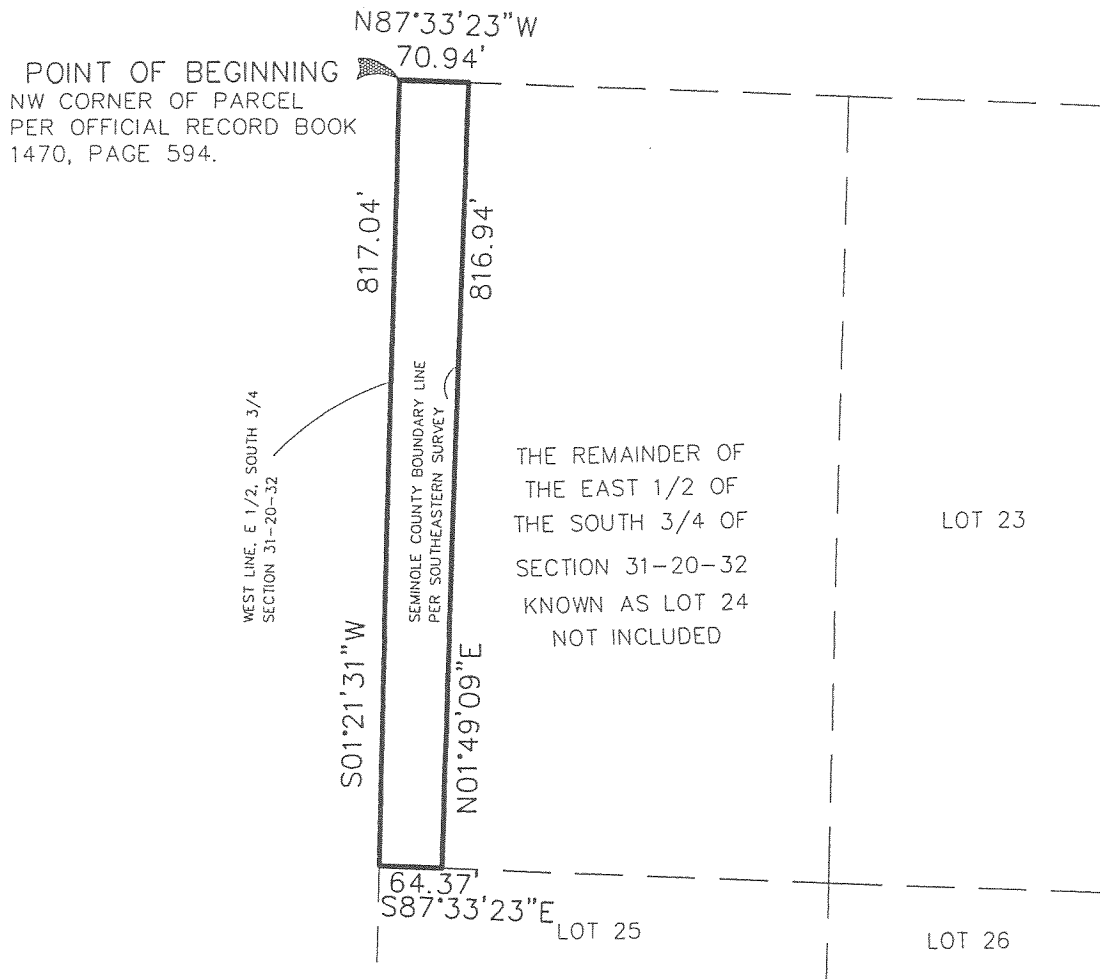 N87°33'23"W
70.94'
POINT OF BEGINNING
NW CORNER OF PARCEL
PER OFFICIAL RECORD BOOK
1470, PAGE 594.
817.04'
816.94'
WEST LINE, E 1/2, SOUTH 3/4
SECTION 31-20-32
SEMINOLE COUNTY BOUNDARY LINE
PER SOUTHEASTERN SURVEY
THE REMAINDER OF
THE EAST 1/2 OF
THE SOUTH 3/4 OF
SECTION 31-20-32
KNOWN AS LOT 24
NOT INCLUDED
LOT 23
S01°21'31"W
N01°49'09"E
64.37'
S87°33'23"E
LOT 25
LOT 26